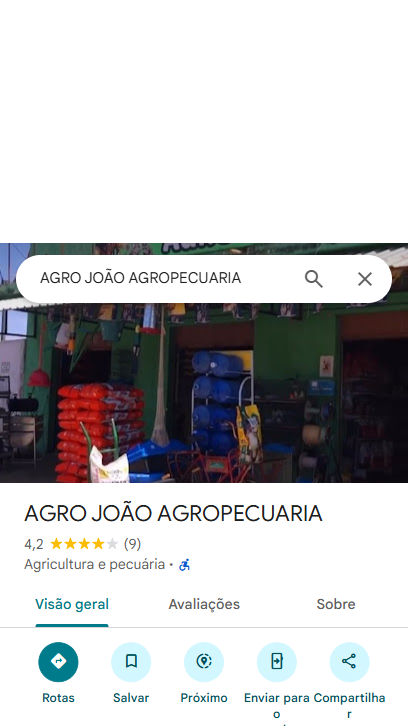 AGRO JOÃO AGROPECUARIA
AGRO JOÃO AGROPECUARIA
4,2 (9)
Agricultura e pecuária ·
Visão geral Avaliações Sobre
Rotas Salvar Próximo Enviar para Compartilha
o r